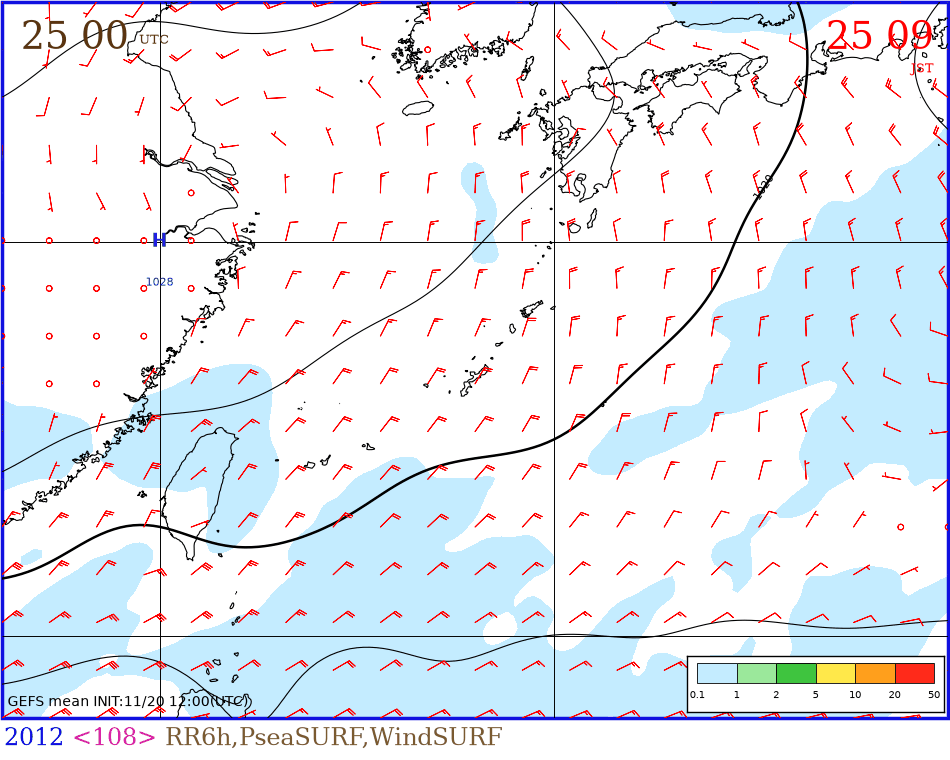 25 00 UTC
25 09 JST
1020
H
1028
GEFS mean INIT:11/20 12:00(UTC)
0.1 1 2 5 10 20 50
2012 <108> RR6h,PseaSURF,WindSURF